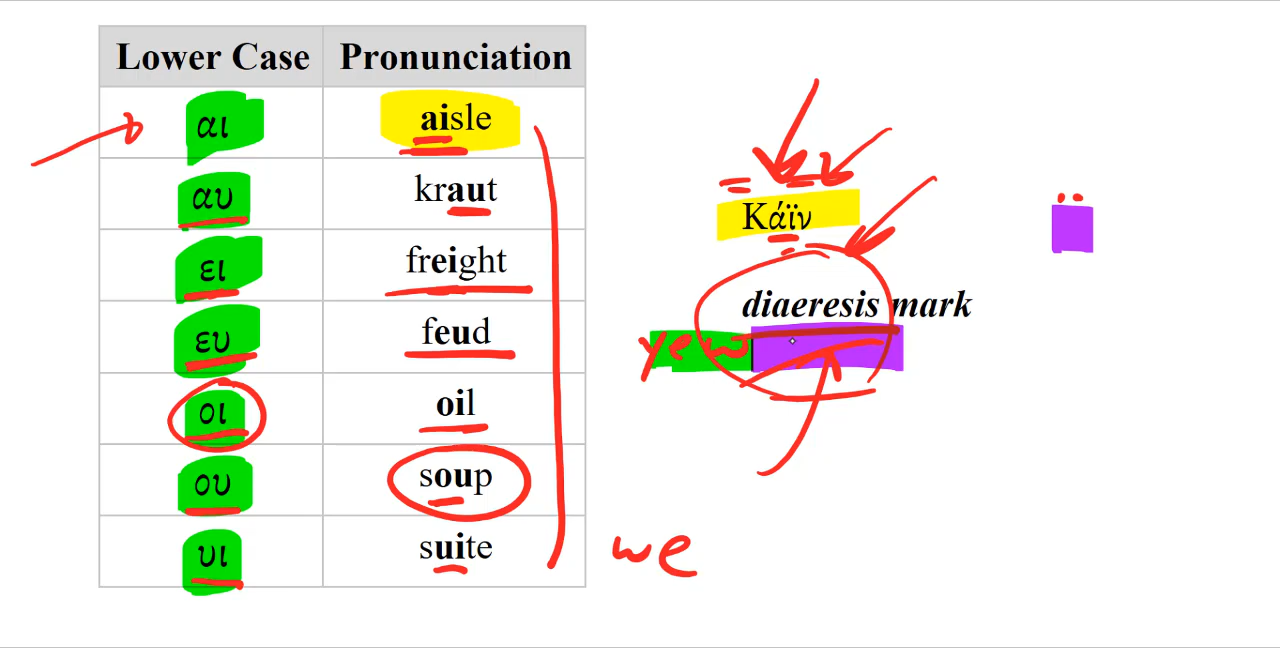 Lower Case Pronunciation
αι aisle
αυ kraut
ει freight
ευ feud
οι oil
ου soup
υι suite
Κάϊν
diaeresis mark
yew
we